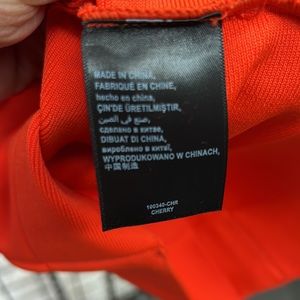 MADE IN CHINA,
FABRIQUÉ EN CHINE,
hecho en china,
ÇIN'DE ÜRETILMIŞTIR,
صنع في الصين,
сделано в китае,
DIBUAT DI CHINA,
вироблено в китаї,
WYPRODUKOWANO W CHINACH,
中国制造
100340-CHR
CHERRY